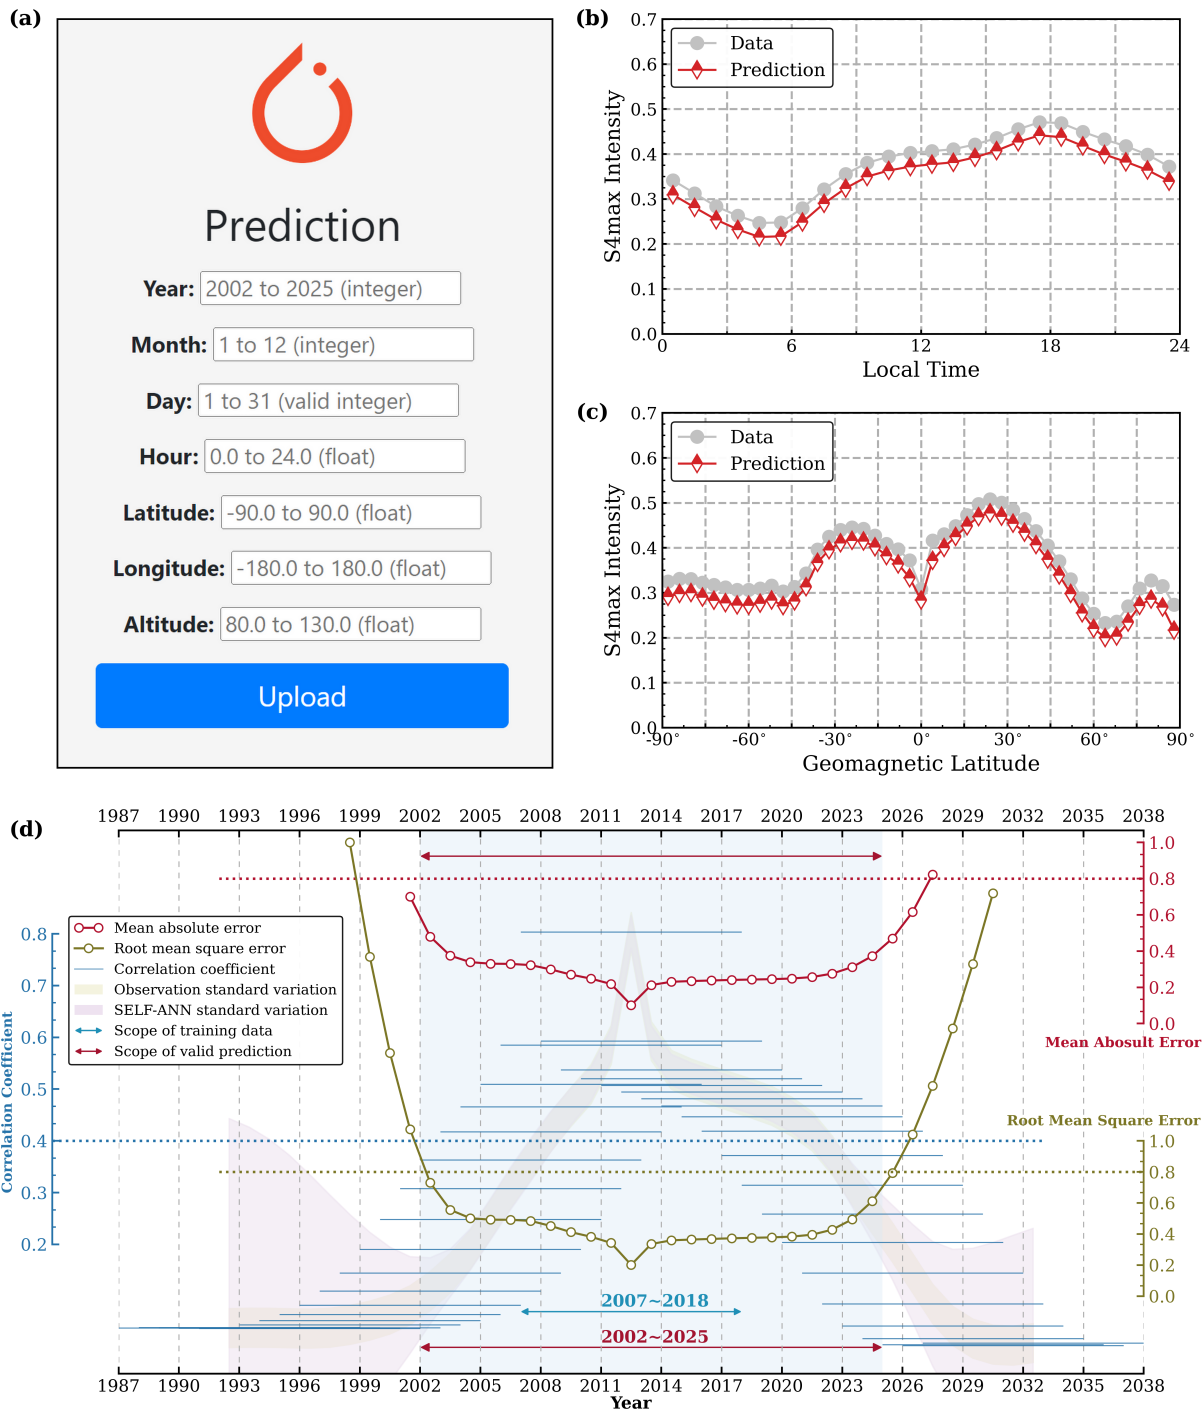 (a)
Prediction
Year: 2002 to 2025 (integer)
Month: 1 to 12 (integer)
Day: 1 to 31 (valid integer)
Hour: 0.0 to 24.0 (float)
Latitude: -90.0 to 90.0 (float)
Longitude: -180.0 to 180.0 (float)
Altitude: 80.0 to 130.0 (float)
Upload
(b)
0.7
0.6
0.5
0.4
0.3
0.2
0.1
0.0
S4max Intensity
Data
Prediction
0 6 12 18 24
Local Time
(c)
0.7
0.6
0.5
0.4
0.3
0.2
0.1
0.0
S4max Intensity
Data
Prediction
-90° -60° -30° 0° 30° 60° 90°
Geomagnetic Latitude
(d)
1987 1990 1993 1996 1999 2002 2005 2008 2011 2014 2017 2020 2023 2026 2029 2032 2035 2038
Mean absolute error
Root mean square error
Correlation coefficient
Observation standard variation
SELF-ANN standard variation
Scope of training data
Scope of valid prediction
0.8
0.7
0.6
0.5
0.4
0.3
0.2
Correlation Coefficient
1.0
0.8
0.6
0.4
0.2
0.0
Mean Abosult Error
Root Mean Square Error
1.0
0.8
0.6
0.4
0.2
0.0
2007~2018
2002~2025
1987 1990 1993 1996 1999 2002 2005 2008 2011 2014 2017 2020 2023 2026 2029 2032 2035 2038
Year